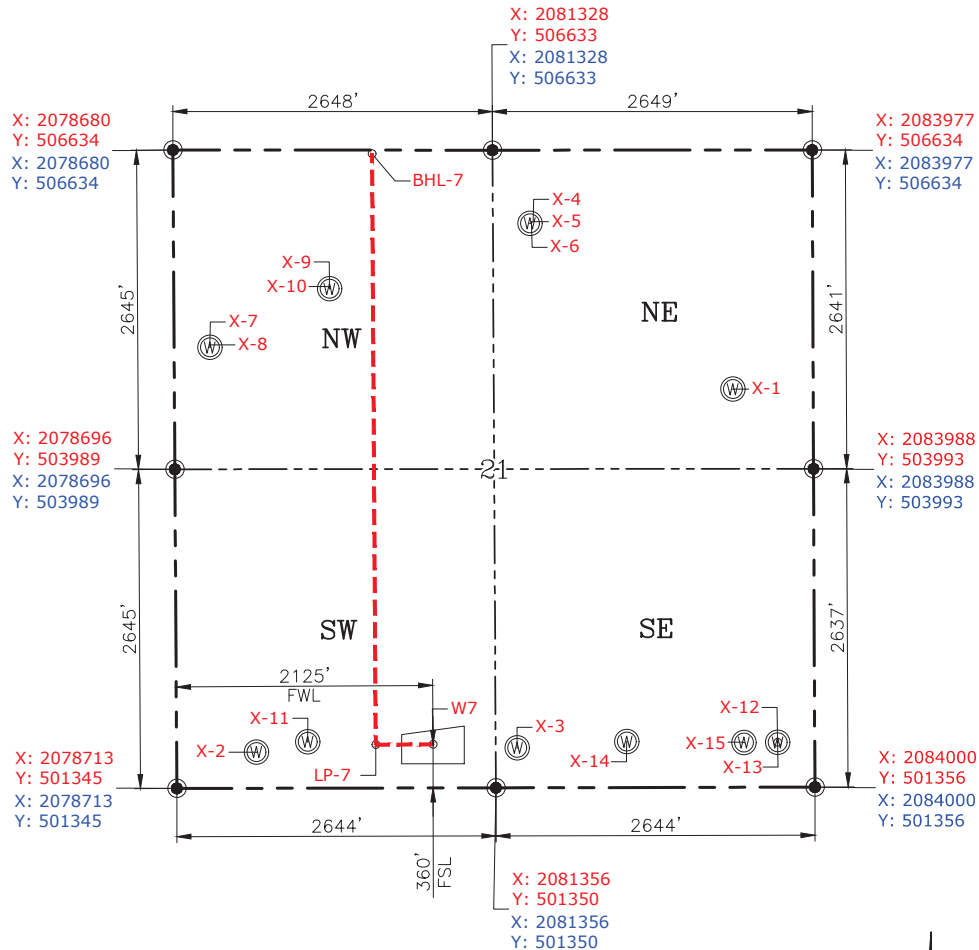 X: 2081328
Y: 506633
X: 2081328
Y: 506633
2648'
2649'
X: 2078680
Y: 506634
X: 2078680
Y: 506634
X: 2083977
Y: 506634
X: 2083977
Y: 506634
BHL-7
X-4
X-5
X-6
W
X-9
X-10
W
NE
2645'
2641'
X-7
X-8
W
NW
W
X-1
X: 2078696
Y: 503989
X: 2078696
Y: 503989
21
X: 2083988
Y: 503993
X: 2083988
Y: 503993
SW
SE
2645'
2637'
2125'
FWL
W7
X-11
W
X-2
W
X-3
W
X-12
X-14
W
X-15
W
X-13
LP-7
X: 2078713
Y: 501345
X: 2078713
Y: 501345
X: 2084000
Y: 501356
X: 2084000
Y: 501356
2644'
2644'
360'
FSL
X: 2081356
Y: 501350
X: 2081356
Y: 501350